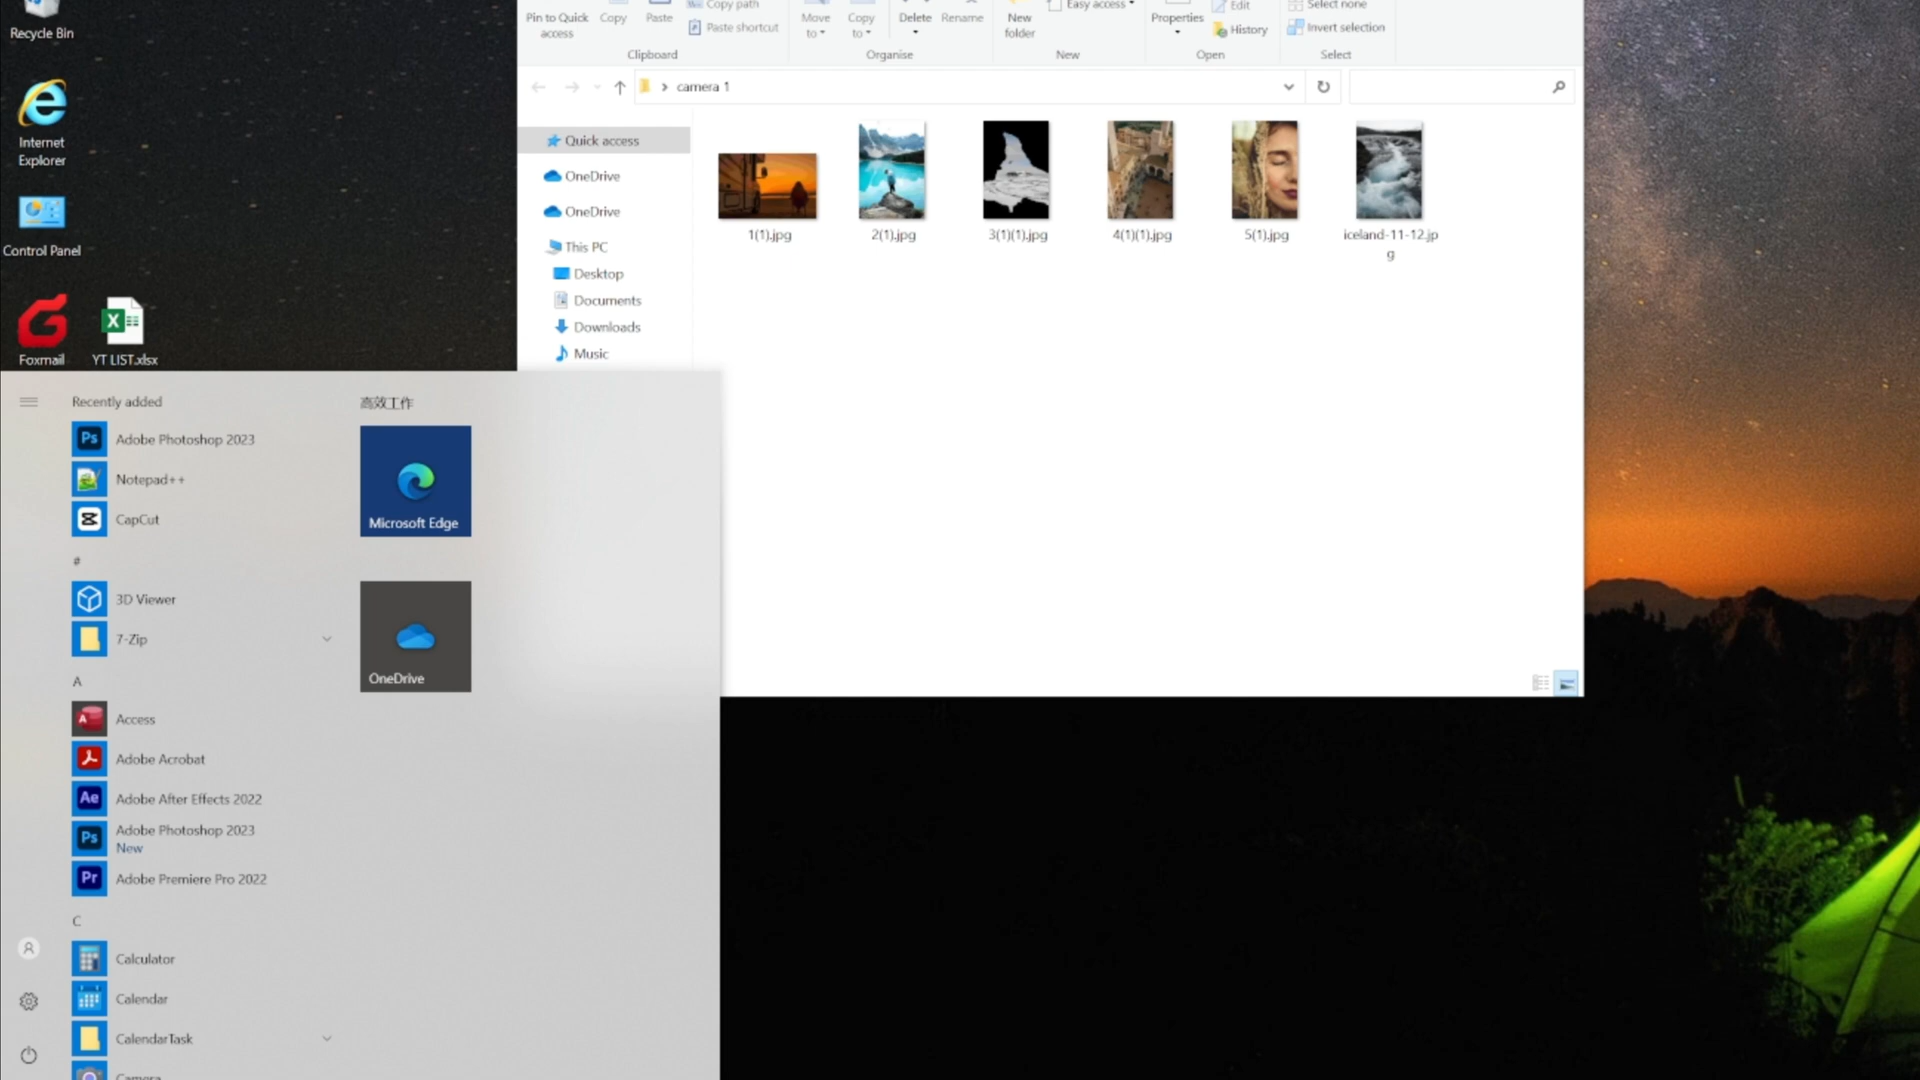 Recycle Bin
Internet
Explorer
Control Panel
Foxmail
YT LIST.xlsx
Pin to Quick
access
Copy
Paste
Copy path
Paste shortcut
Clipboard
Move
to
Copy
to
Delete
Rename
Organise
New
folder
Easy access
New
Properties
Edit
History
Open
Select none
Invert selection
Select
camera 1
Quick access
OneDrive
OneDrive
This PC
Desktop
Documents
Downloads
Music
1(1).jpg
2(1).jpg
3(1)(1).jpg
4(1)(1).jpg
5(1).jpg
iceland-11-12.jp
g
Recently added
Ps
Adobe Photoshop 2023
Notepad++
CapCut
#
3D Viewer
7-Zip
A
A
Access
Adobe Acrobat
Ae
Adobe After Effects 2022
Ps
Adobe Photoshop 2023
New
Pr
Adobe Premiere Pro 2022
C
Calculator
Calendar
CalendarTask
Camera
高效工作
Microsoft Edge
OneDrive